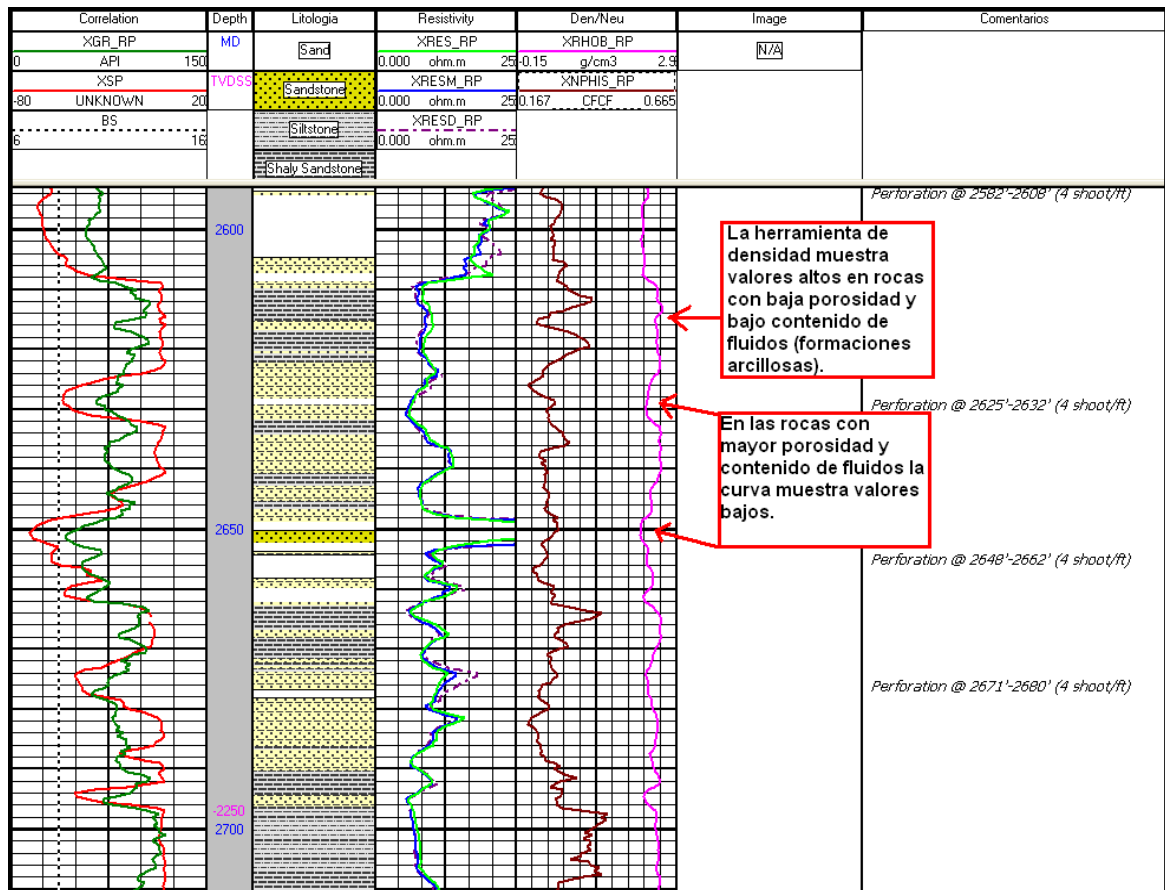 Correlation Depth Litologia Resistivity Den/Neu Image Comentarios
XGR_RP MD Sand XRES_RP XRHOB_RP N/A
0 API 150 0.000 ohm.m 25 -0.15 g/cm3 2.9
XSP TVDSS Sandstone XRESM_RP XNPHIS_RP
-80 UNKNOWN 20 0.000 ohm.m 25 0.167 CFCF 0.665
BS Siltstone XRESD_RP
6 16 0.000 ohm.m 25
Shaly Sandstone
Perforation @ 2582'-2608' (4 shoot/ft)
2600
La herramienta de
densidad muestra
valores altos en rocas
con baja porosidad y
bajo contenido de
fluidos (formaciones
arcillosas).
Perforation @ 2625'-2632' (4 shoot/ft)
En las rocas con
mayor porosidad y
contenido de fluidos la
curva muestra valores
bajos.
2650
Perforation @ 2648'-2662' (4 shoot/ft)
Perforation @ 2671'-2680' (4 shoot/ft)
-2250
2700